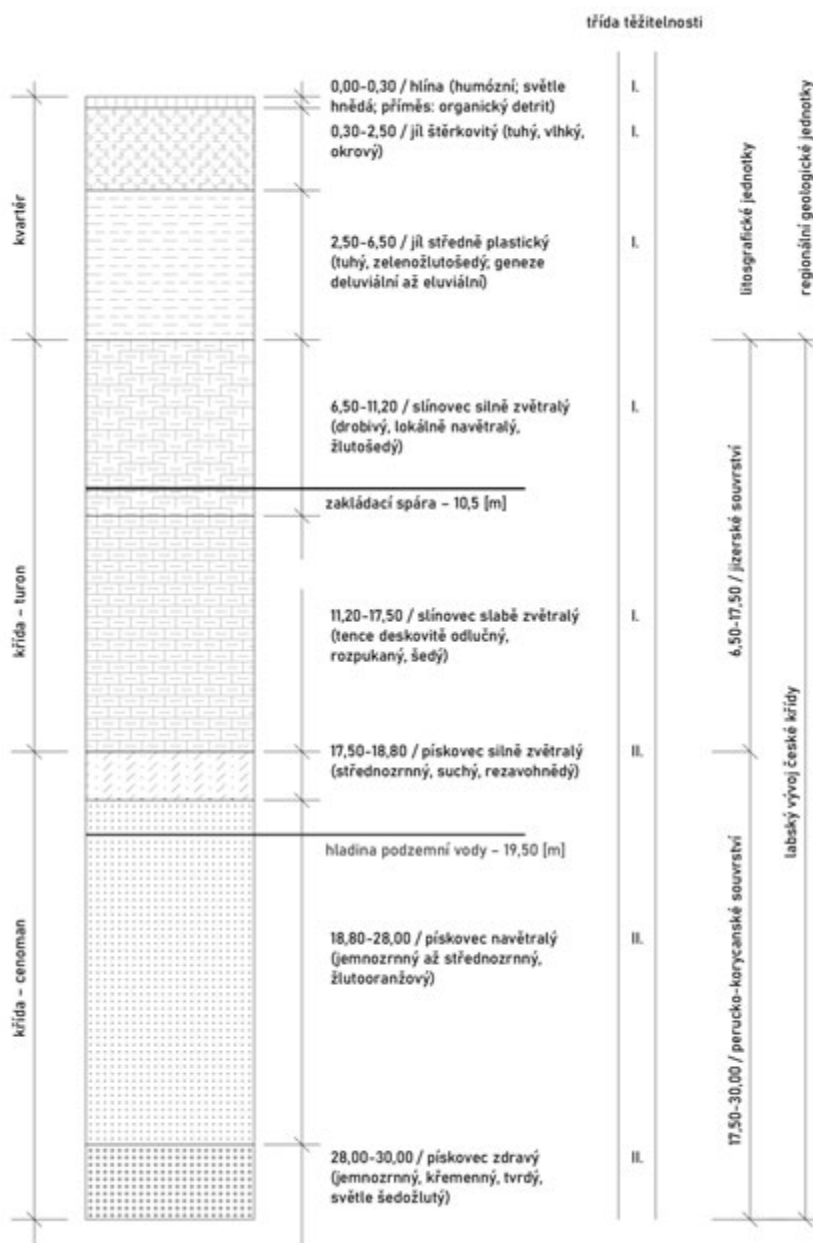 třída těžitelnosti
0,00-0,30 / hlína (humózní; světle
hnědá; příměs: organický detrit)
I.
0,30-2,50 / jíl štěrkovitý (tuhý, vlhký,
okrový)
I.
kvartér
2,50-6,50 / jíl středně plastický
(tuhý, zelenožlutošedý; geneze
deluviální až eluviální)
I.
litosgrafické jednotky
regionální geologické jednotky
6,50-11,20 / slínovec silně zvětralý
(drobivý, lokálně navětralý,
žlutošedý)
I.
zakládací spára - 10,5 [m]
křída - turon
11,20-17,50 / slínovec slabě zvětralý
(tence deskovitě odlučný,
rozpukaný, šedý)
I.
6,50-17,50 / jizerské souvrství
17,50-18,80 / pískovec silně zvětralý
(střednozrnný, suchý, rezavohnědý)
II.
labský vývoj české křídy
hladina podzemní vody - 19,50 [m]
křída - cenoman
18,80-28,00 / pískovec navětralý
(jemnozrnný až střednozrnný,
žlutooranžový)
II.
17,50-30,00 / perucko-korycanské souvrství
28,00-30,00 / pískovec zdravý
(jemnozrnný, křemenný, tvrdý,
světle šedožlutý)
II.